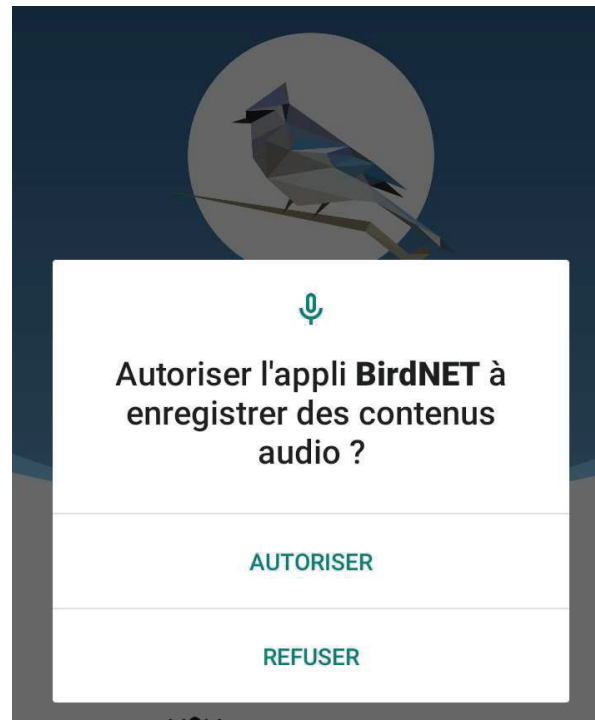 Autoriser l'appli BirdNET à
enregistrer des contenus
audio ?
AUTORISER
REFUSER